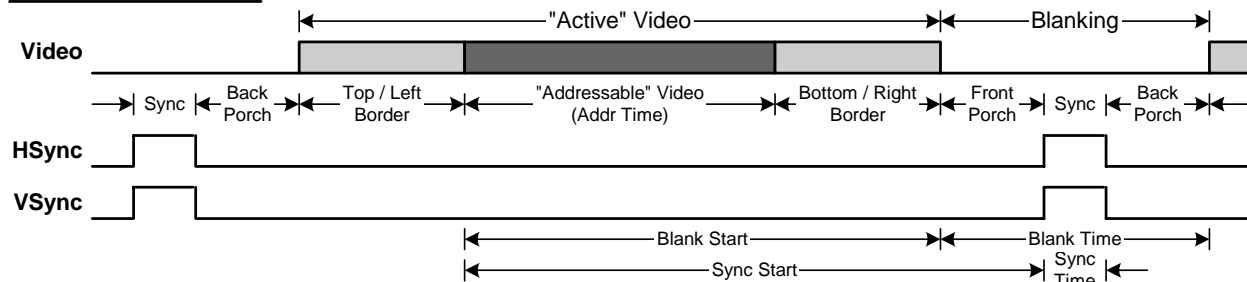 "Active" Video
Blanking
Video
Sync
Back Porch
Top / Left Border
"Addressable" Video (Addr Time)
Bottom / Right Border
Front Porch
Sync
Back Porch
HSync
VSync
Blank Start
Blank Time
Sync Start
Sync Time